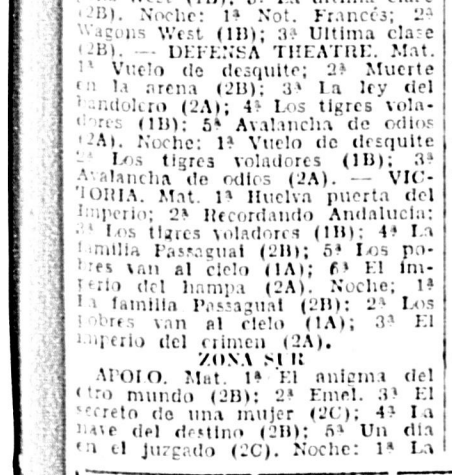 (2B). Noche: 1ª Not. Francés; 2ª
Wagons West (1B); 3ª Ultima clase
(2B). — DEFENSA THEATRE. Mat.
1ª Vuelo de desquite; 2ª Muerte
en la arena (2B); 3ª La ley del
bandolero (2A); 4ª Los tigres vola-
dores (1B); 5ª Avalancha de odios
(2A). Noche: 1ª Vuelo de desquite
2ª Los tigres voladores (1B); 3ª
Avalancha de odios (2A). — VIC-
TORIA. Mat. 1ª Huelva puerta del
Imperio; 2ª Recordando Andalucía;
3ª Los tigres voladores (1B); 4ª La
familia Passaguai (2B); 5ª Los po-
bres van al cielo (1A); 6ª El im-
perio del hampa (2A). Noche; 1ª
La familia Passaguai (2B); 2ª Los
pobres van al cielo (1A); 3ª El
imperio del crimen (2A).
ZONA SUR
APOLO. Mat. 1ª El anigma del
otro mundo (2B); 2ª Emel. 3ª El
secreto de una mujer (2C); 4ª La
nave del destino (2B); 5ª Un día
en el juzgado (2C). Noche: 1ª La